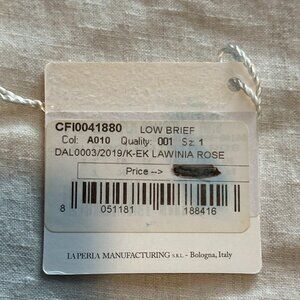 CFI0041880 LOW BRIEF
Col: A010 Quality: 001 Sz: 1
DAL0003/2019/K-EK LAWINIA ROSE
Price -->
8 051181 188416
LA PERLA MANUFACTURING S.R.L. - Bologna, Italy